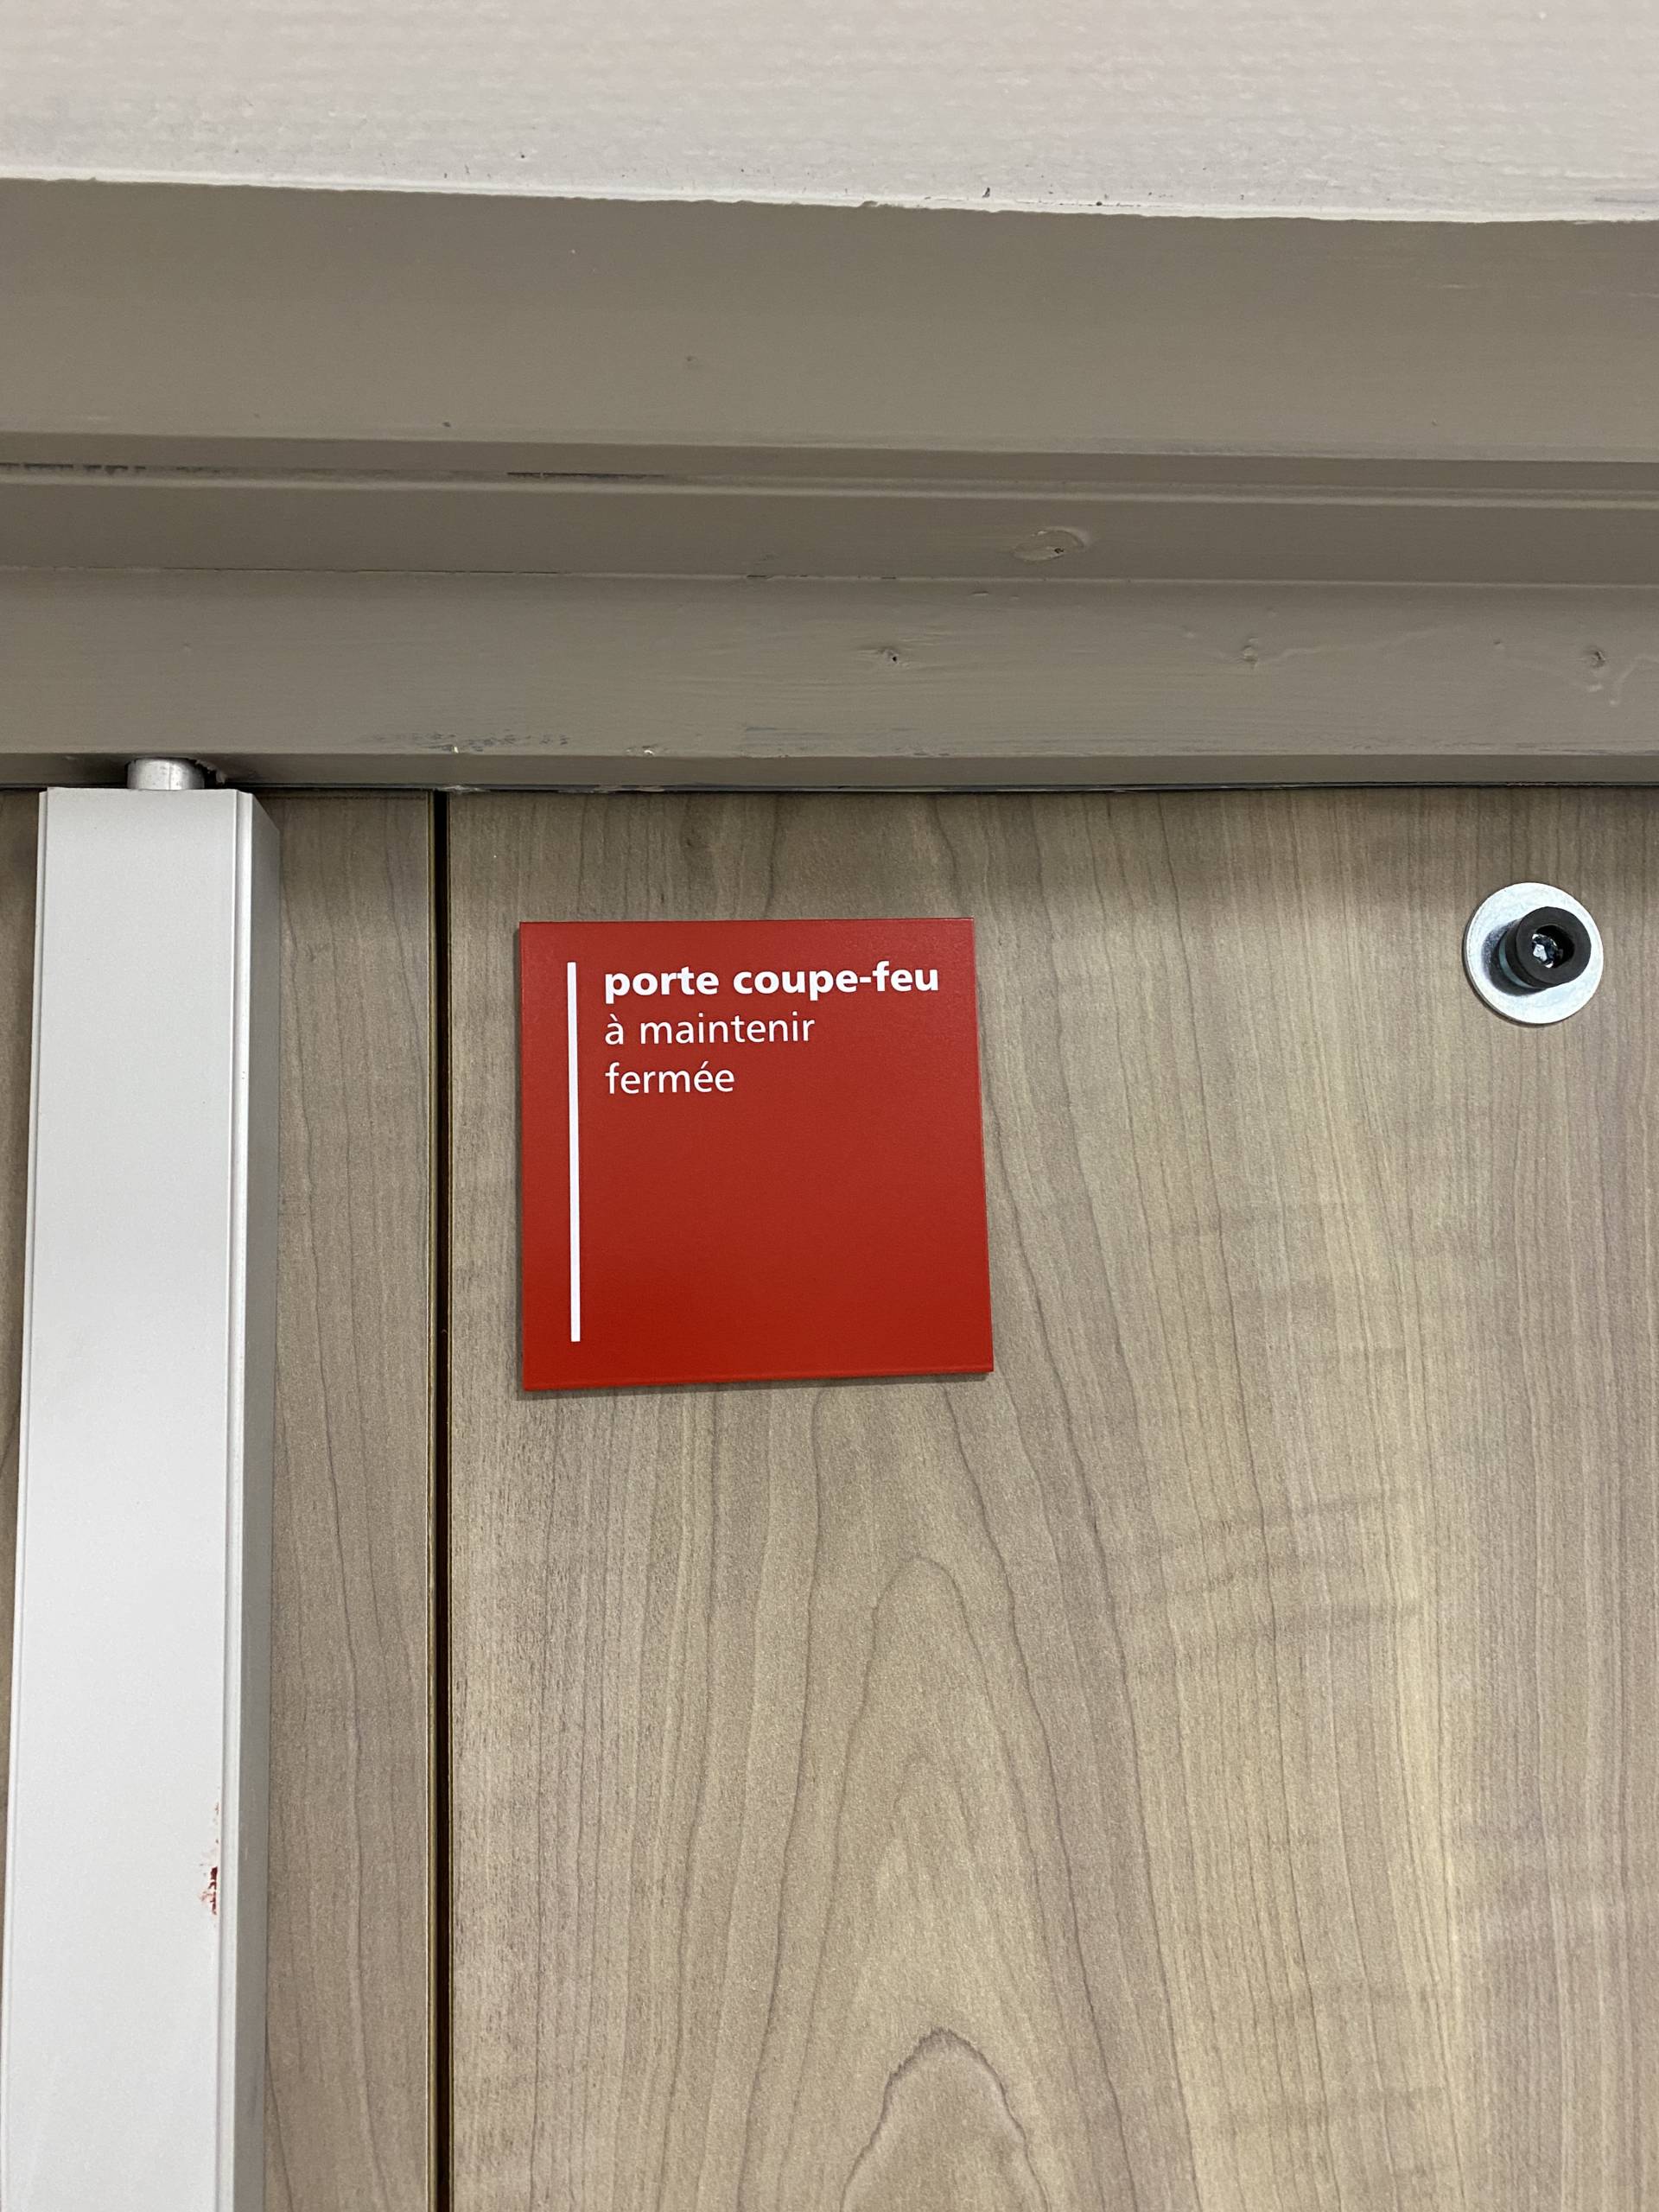 porte coupe-feu
à maintenir
fermée